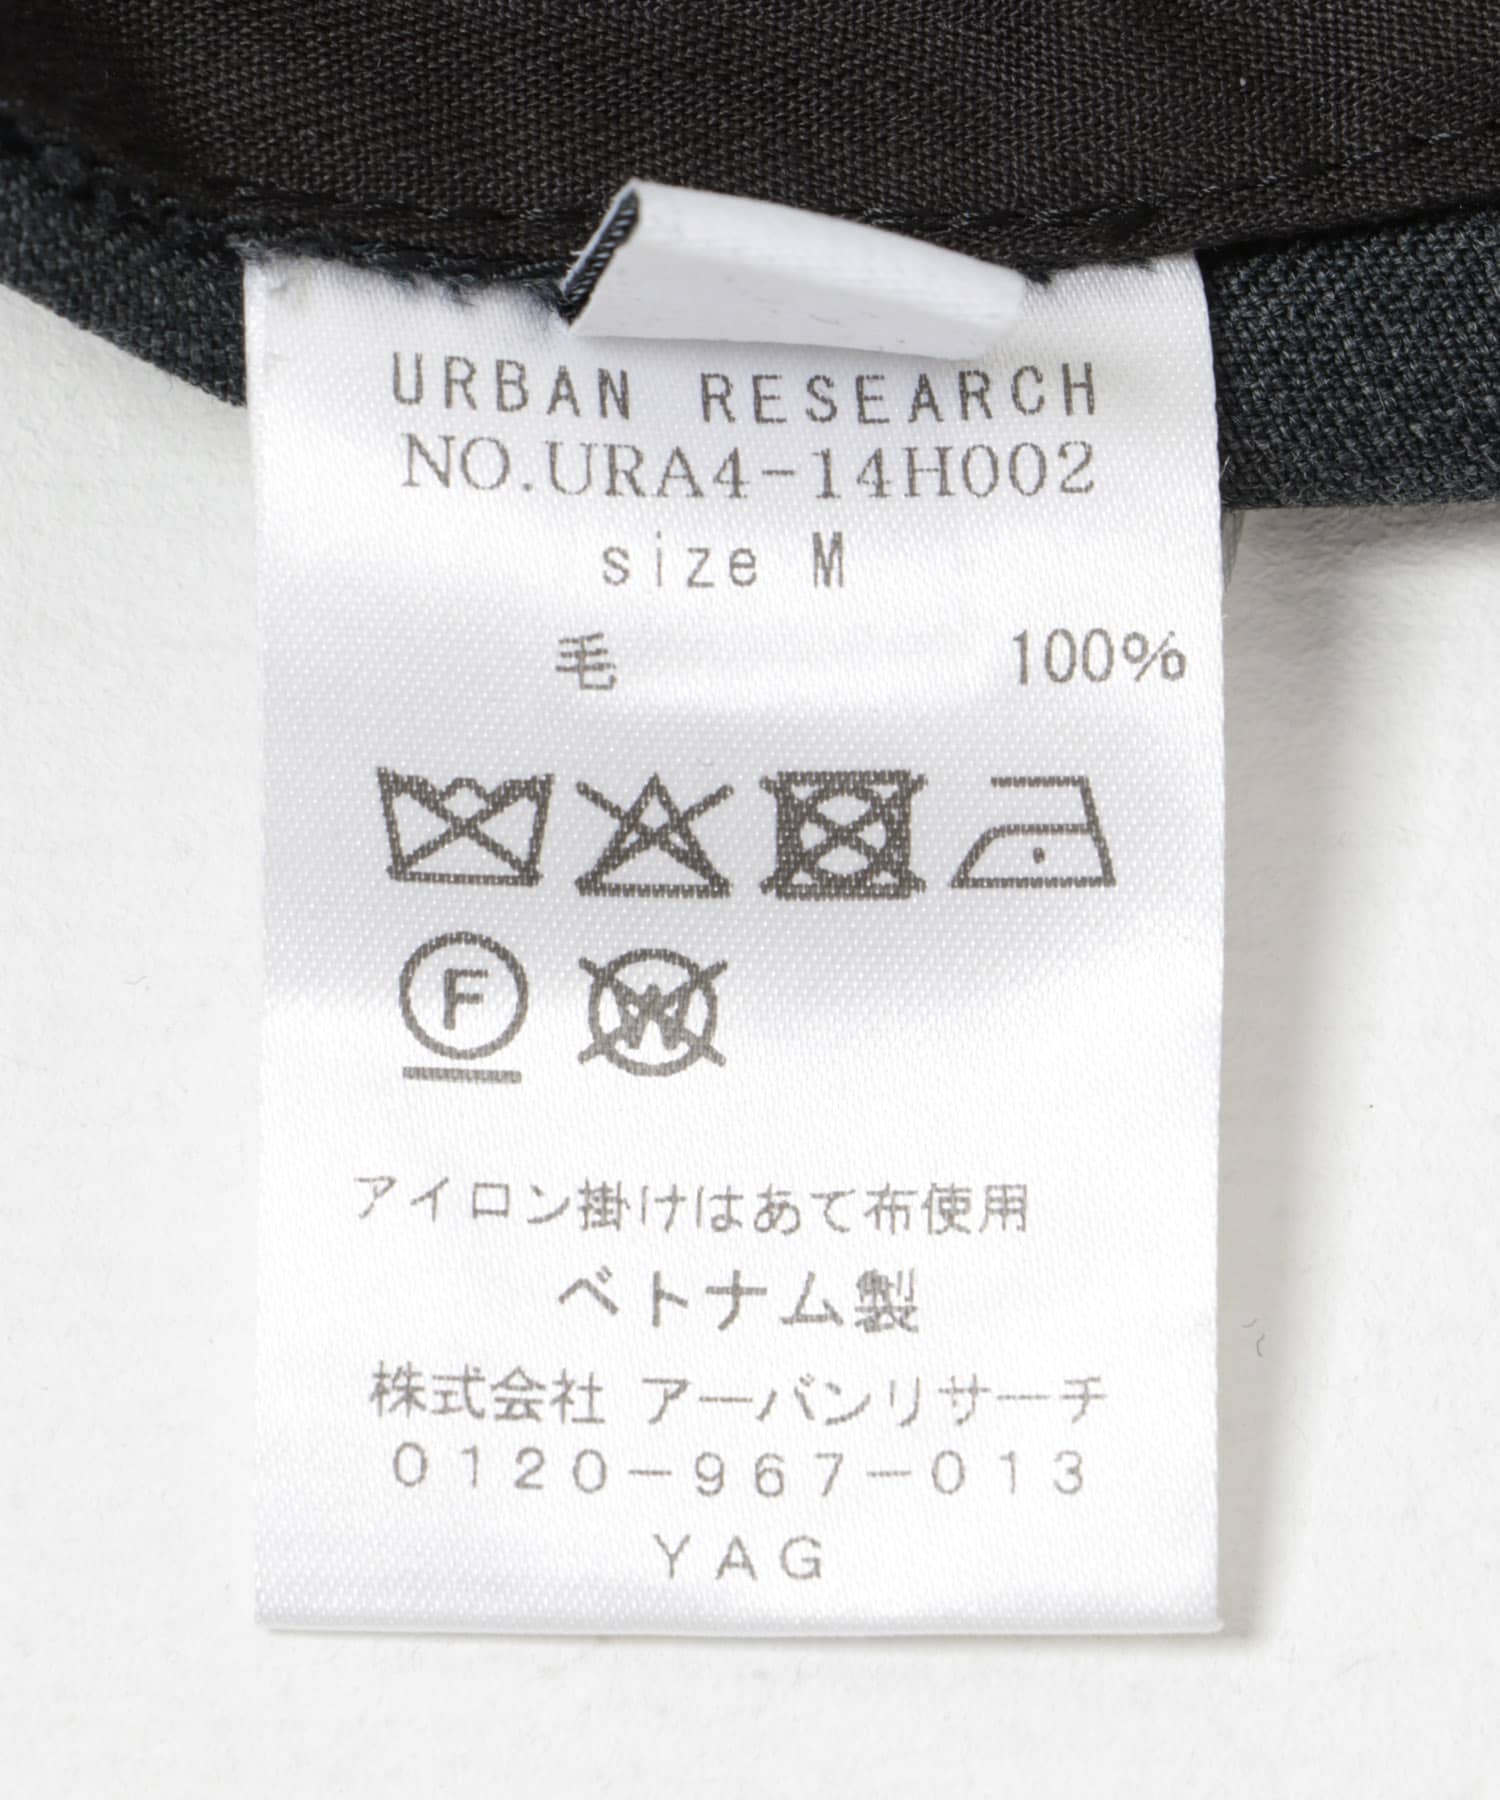 URBAN RESEARCH
NO.URA4-14H002
size M
毛 100%
F
W
アイロン掛けはあて布使用
ベトナム製
株式会社 アーバンリサーチ
0120-967-013
YAG